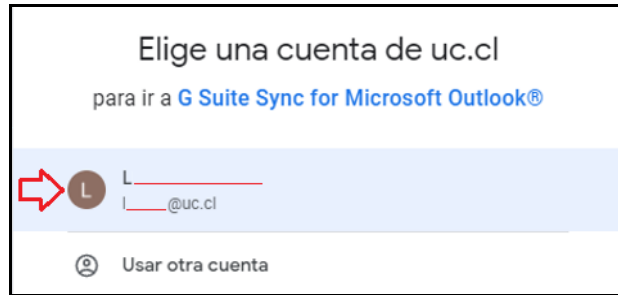 Elige una cuenta de uc.cl
para ir a G Suite Sync for Microsoft Outlook®
L
L
l @uc.cl
Usar otra cuenta